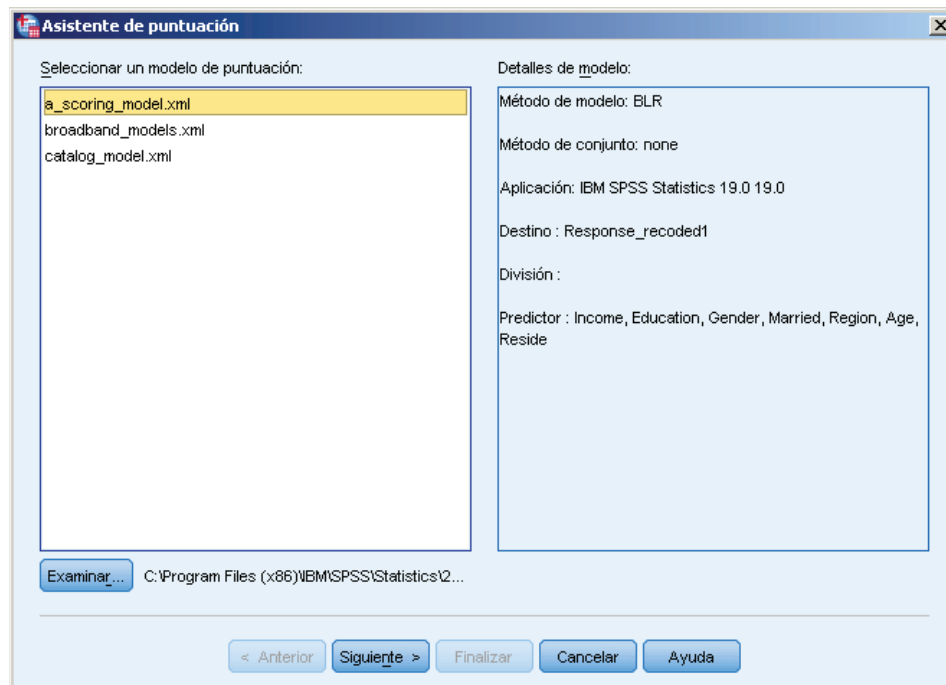 Asistente de puntuación
Seleccionar un modelo de puntuación:
a_scoring_model.xml
broadband_models.xml
catalog_model.xml
Examinar... C:\Program Files (x86)\IBM\SPSS\Statistics\2...
Detalles de modelo:
Método de modelo: BLR
Método de conjunto: none
Aplicación: IBM SPSS Statistics 19.0 19.0
Destino : Response_recoded1
División :
Predictor : Income, Education, Gender, Married, Region, Age,
Reside
< Anterior Siguiente > Finalizar Cancelar Ayuda